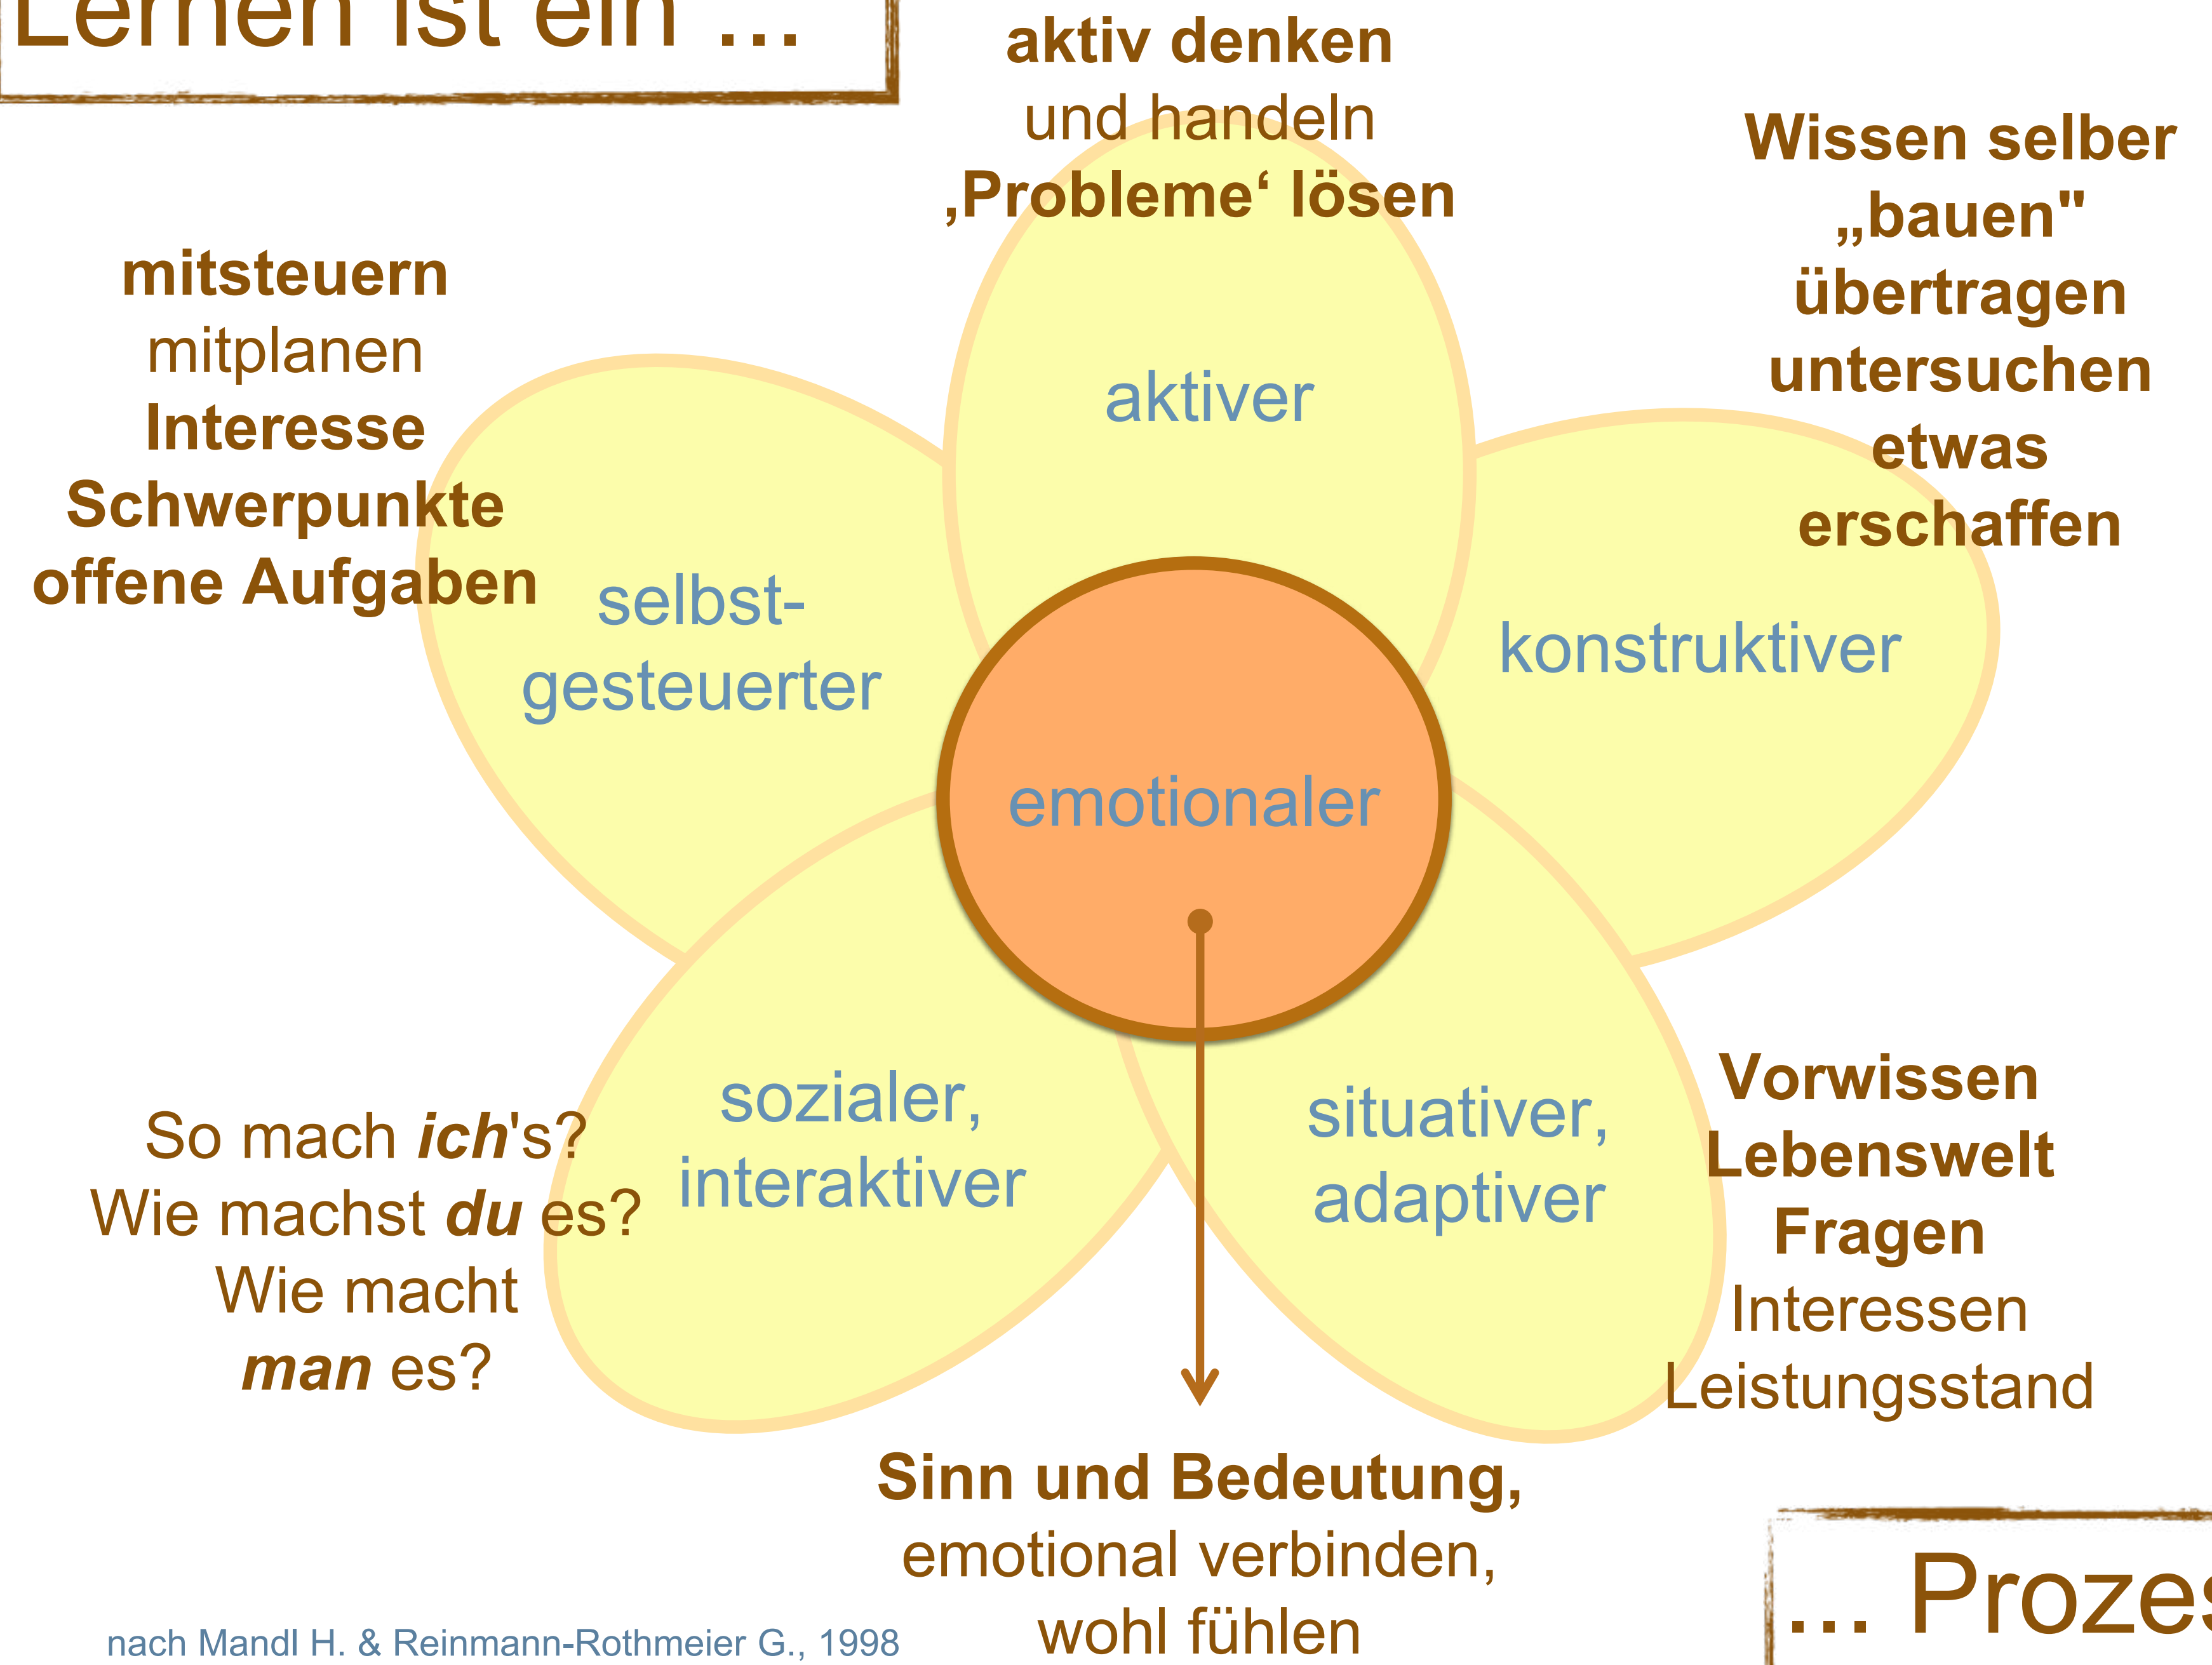 Lernen ist ein ...
aktiv denken
und handeln
‚Probleme‘ lösen
Wissen selber
„bauen"
übertragen
untersuchen
etwas
erschaffen
mitsteuern
mitplanen
Interesse
Schwerpunkte
offene Aufgaben
aktiver
selbst-
gesteuerter
konstruktiver
emotionaler
sozialer,
interaktiver
situativer,
adaptiver
So mach ich's?
Wie machst du es?
Wie macht
man es?
Vorwissen
Lebenswelt
Fragen
Interessen
Leistungsstand
Sinn und Bedeutung,
emotional verbinden,
wohl fühlen
... Prozes
nach Mandl H. & Reinmann-Rothmeier G., 1998